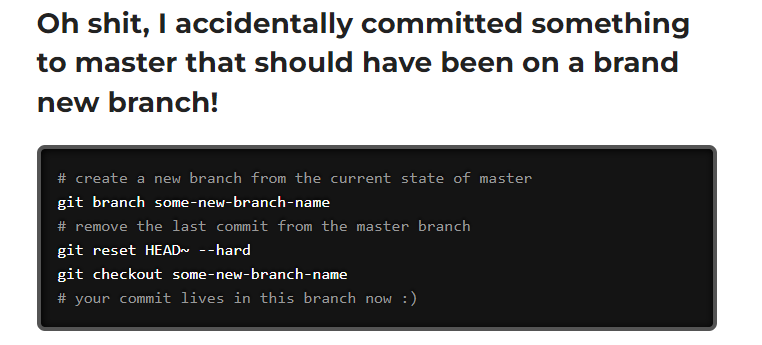 Oh shit, I accidentally committed something
to master that should have been on a brand
new branch!
# create a new branch from the current state of master
git branch some-new-branch-name
# remove the last commit from the master branch
git reset HEAD~ --hard
git checkout some-new-branch-name
# your commit lives in this branch now :)